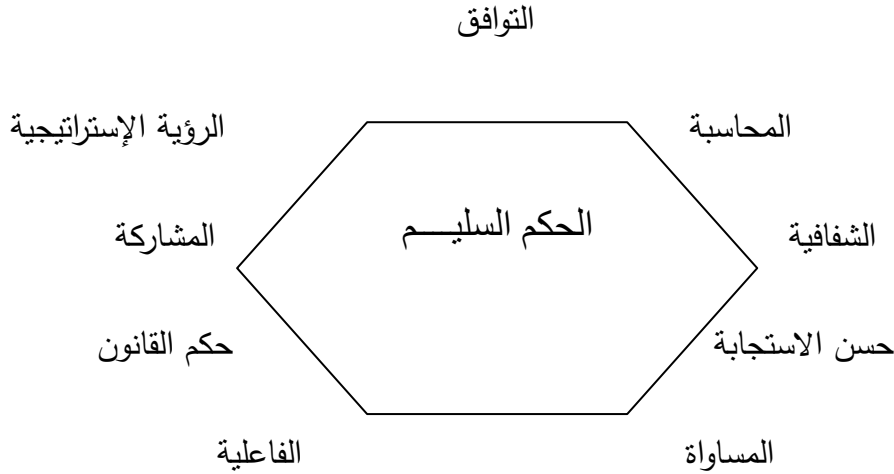 التوافق
المحاسبة
الرؤية الإستراتيجية
الحكم السليـــم
الشفافية
المشاركة
حسن الاستجابة
حكم القانون
المساواة
الفاعلية